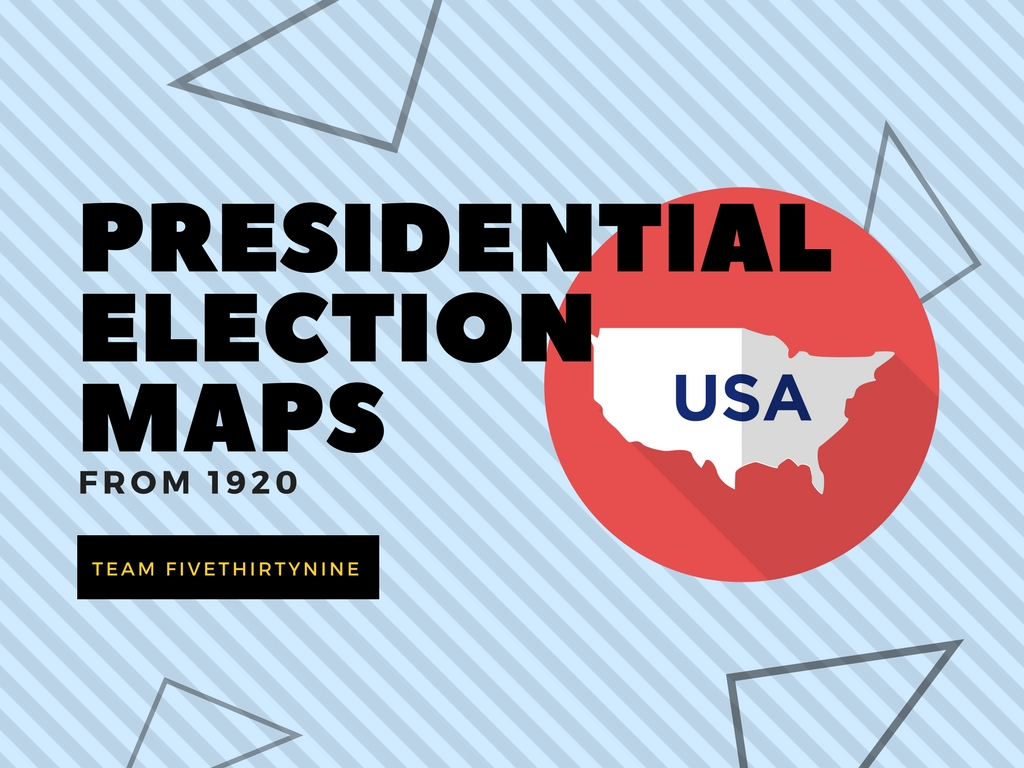 PRESIDENTIAL
ELECTION
MAPS
FROM 1920
TEAM FIVETHIRTYNINE
USA